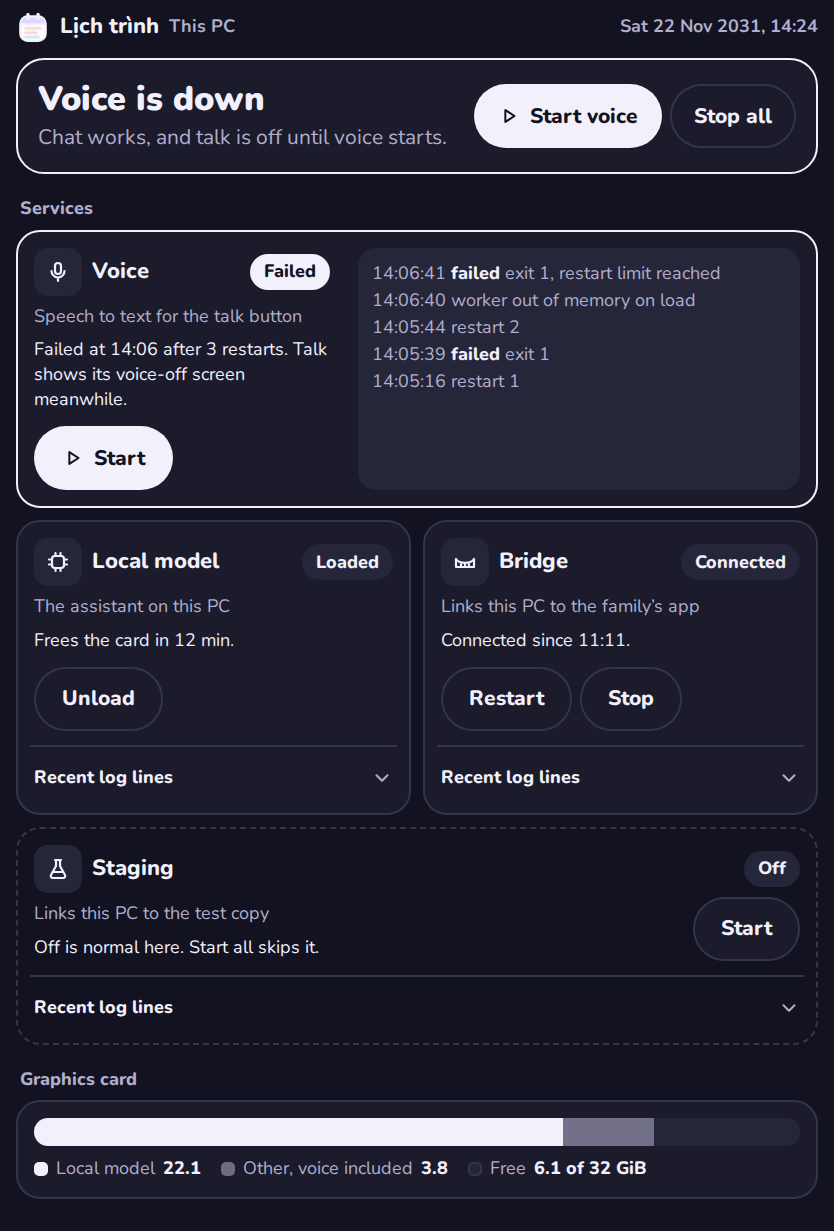 Lịch trình This PC
Sat 22 Nov 2031, 14:24
Voice is down
Chat works, and talk is off until voice starts.
Start voice
Stop all
Services
Voice
Failed
Speech to text for the talk button
Failed at 14:06 after 3 restarts. Talk
shows its voice-off screen
meanwhile.
Start
14:06:41 failed exit 1, restart limit reached
14:06:40 worker out of memory on load
14:05:44 restart 2
14:05:39 failed exit 1
14:05:16 restart 1
Local model
Loaded
The assistant on this PC
Frees the card in 12 min.
Unload
Recent log lines
Bridge
Connected
Links this PC to the family’s app
Connected since 11:11.
Restart
Stop
Recent log lines
Staging
Off
Links this PC to the test copy
Off is normal here. Start all skips it.
Start
Recent log lines
Graphics card
Local model 22.1
Other, voice included 3.8
Free 6.1 of 32 GiB